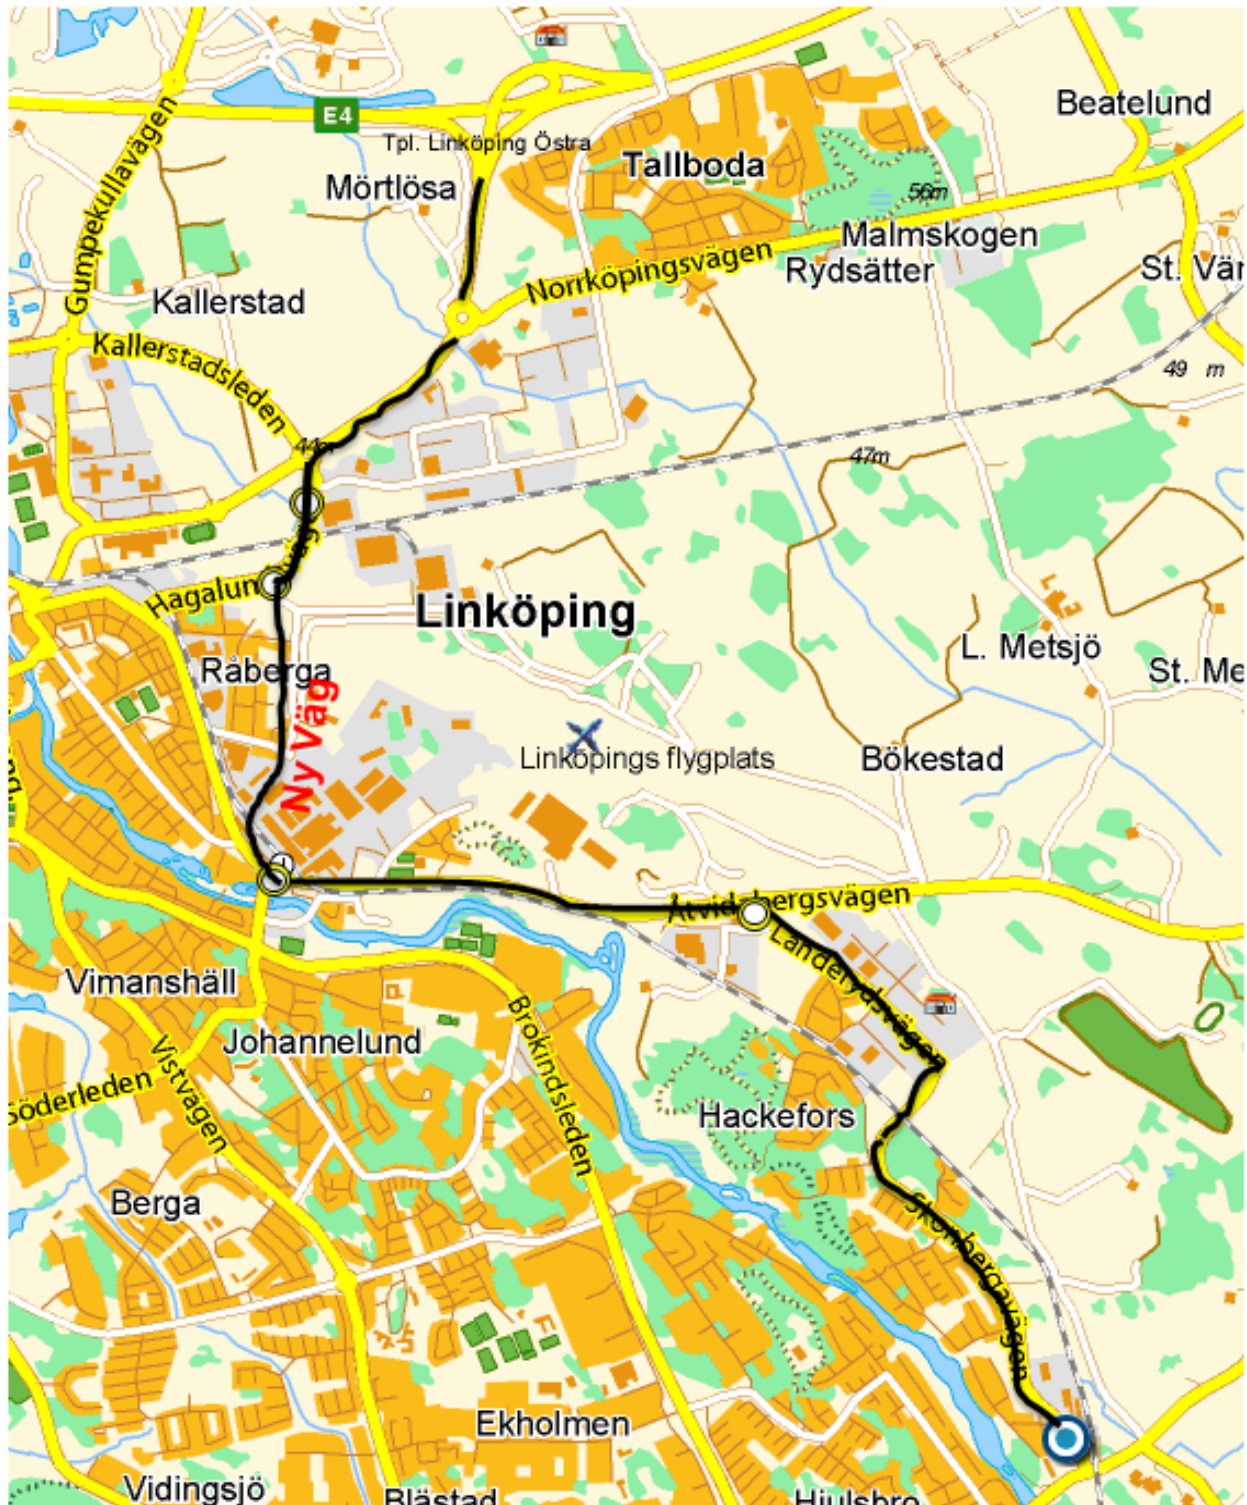 Beatelund
E4
Tpl. Linköping Östra
Tallboda
Mörtlösa
56m
Gumpekullavägen
Malmskogen
Norrköpingsvägen
Rydsätter
St. Vär
Kallerstad
Kallerstadsleden
49 m
44m
47m
Linköping
L. Metsjö
Råberga
St. Me
Ny Väg
Linköpings flygplats
Bökestad
Åtvidabergsvägen
Landerydsvägen
Vimanshäll
Johannelund
Brokindsleden
Vistvägen
Söderleden
Hackefors
Berga
Skonbergavägen
Ekholmen
Vidingsjö
Blästad
Hjulsbro